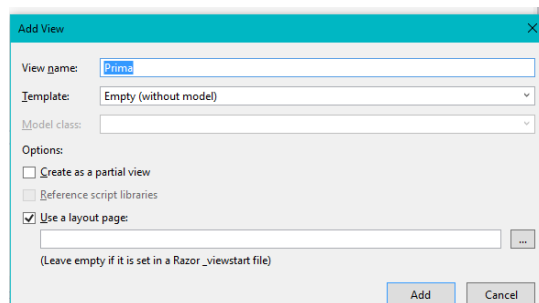 Add View
View name: Prima
Template: Empty (without model)
Model class:
Options:
Create as a partial view
Reference script libraries
Use a layout page:
...
(Leave empty if it is set in a Razor _viewstart file)
Add Cancel